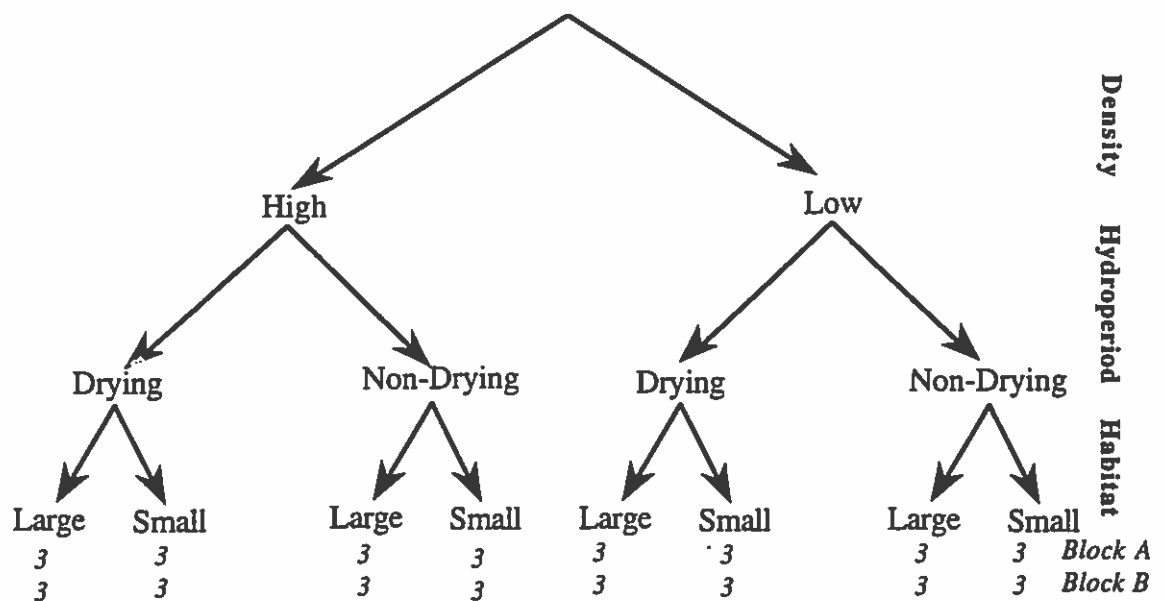 Density
High Low
Hydroperiod
Drying Non-Drying Drying Non-Drying
Habitat
Large Small Large Small Large Small Large Small
3 3 3 3 3 3 3 3 Block A
3 3 3 3 3 3 3 3 Block B